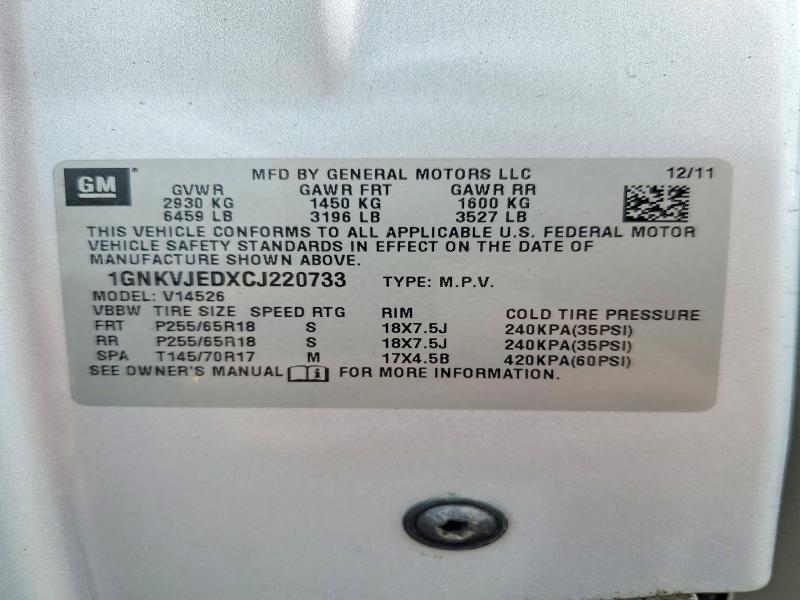 GM® MFD BY GENERAL MOTORS LLC 12/11
GVWR GAWR FRT GAWR RR
2930 KG 1450 KG 1600 KG
6459 LB 3196 LB 3527 LB
THIS VEHICLE CONFORMS TO ALL APPLICABLE U.S. FEDERAL MOTOR
VEHICLE SAFETY STANDARDS IN EFFECT ON THE DATE OF
MANUFACTURE SHOWN ABOVE.
1GNKVJEDXCJ220733 TYPE: M.P.V.
MODEL: V14526
VBBW TIRE SIZE SPEED RTG RIM COLD TIRE PRESSURE
FRT P255/65R18 S 18X7.5J 240KPA(35PSI)
RR P255/65R18 S 18X7.5J 240KPA(35PSI)
SPA T145/70R17 M 17X4.5B 420KPA(60PSI)
SEE OWNER'S MANUAL i FOR MORE INFORMATION.